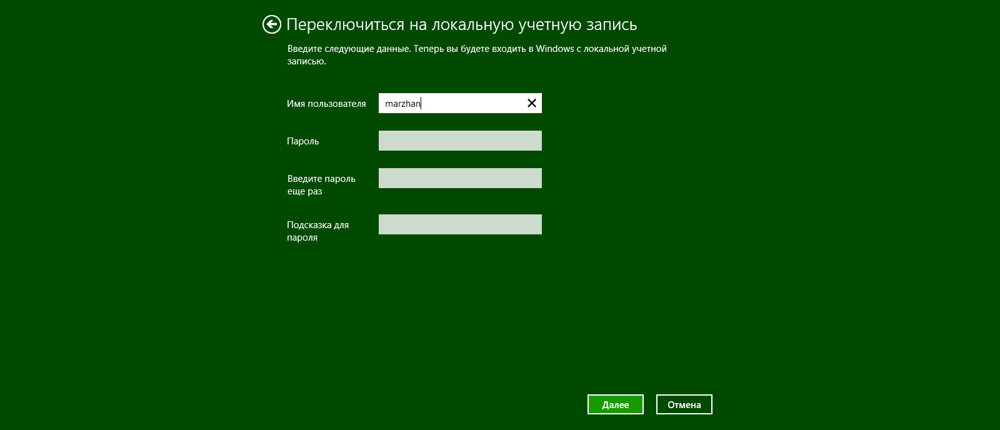 Переключиться на локальную учетную запись
Введите следующие данные. Теперь вы будете входить в Windows с локальной учетной
записью.
Имя пользователя
marzhan
Пароль
Введите пароль
еще раз
Подсказка для
пароля
Далее
Отмена